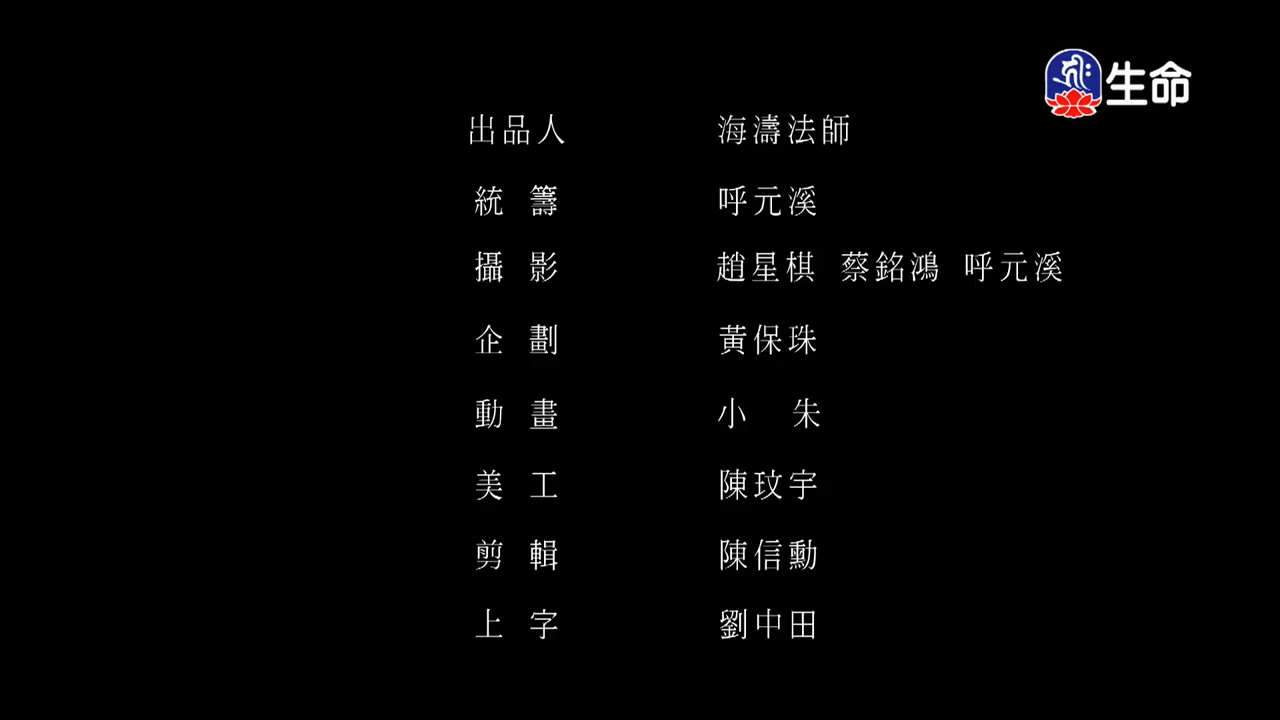 生命
出品人 海濤法師
統籌 呼元溪
攝影 趙星棋 蔡銘鴻 呼元溪
企劃 黃保珠
動畫 小朱
美工 陳玟宇
剪輯 陳信勳
上字 劉中田